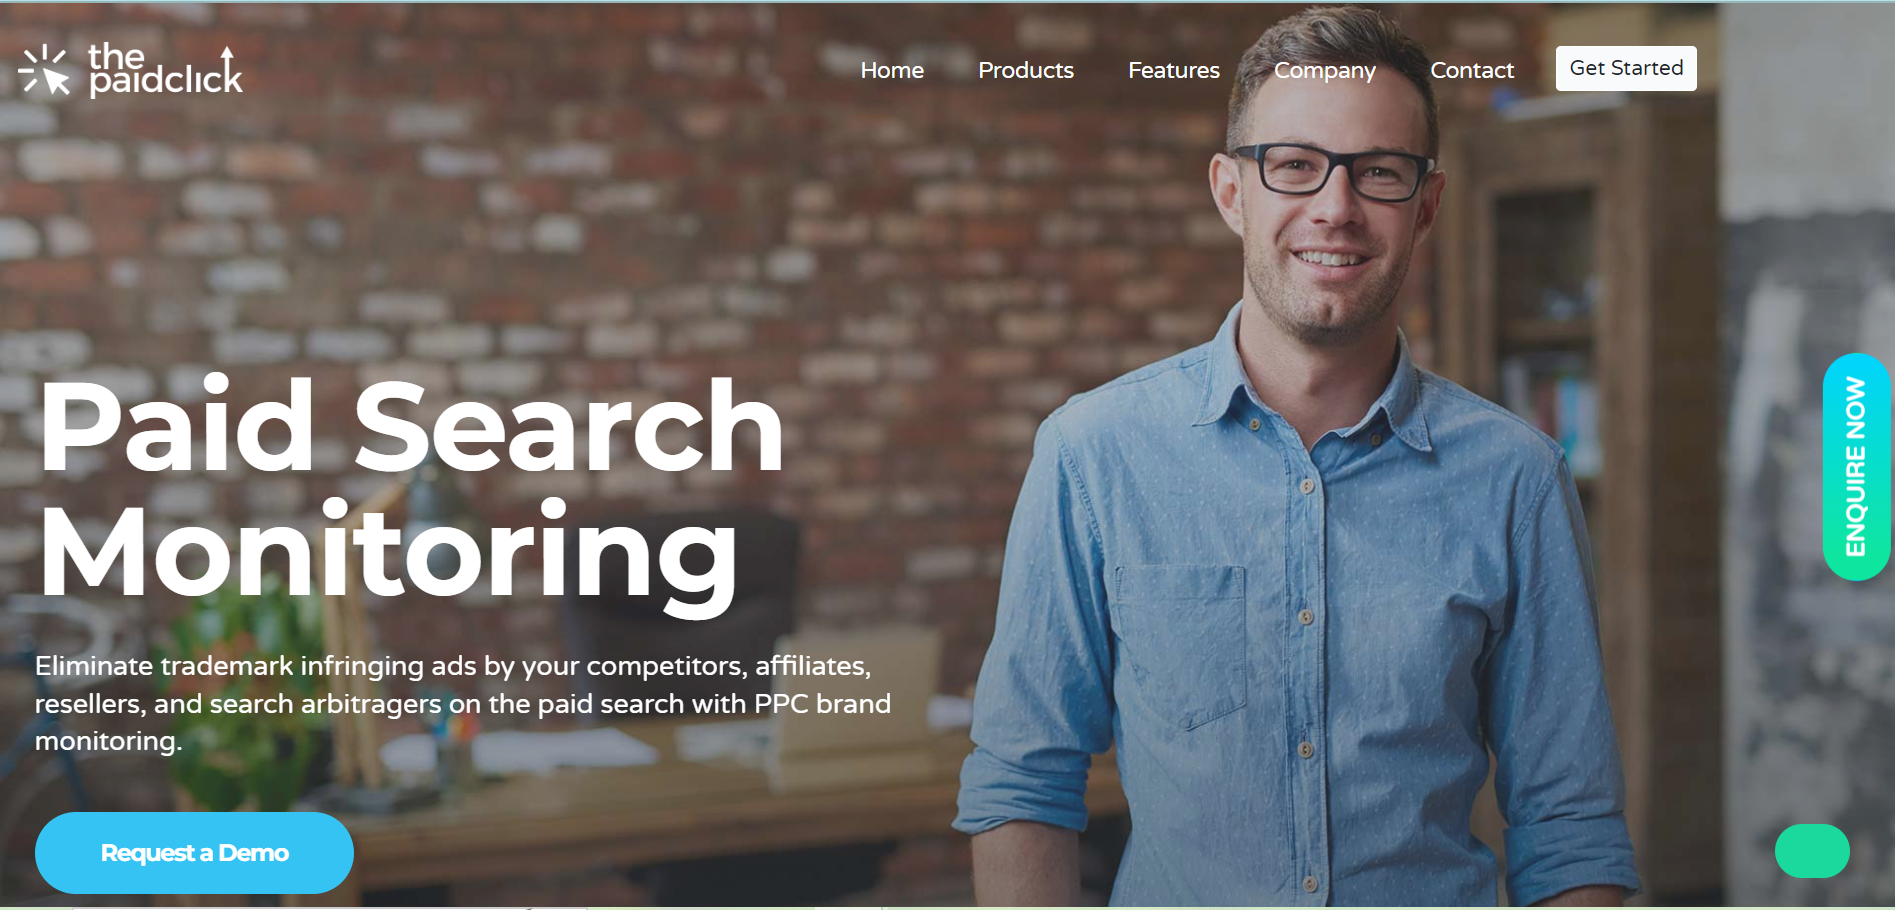 the
paidclick
Home Products Features Company Contact Get Started
Paid Search
Monitoring
Eliminate trademark infringing ads by your competitors, affiliates,
resellers, and search arbitragers on the paid search with PPC brand
monitoring.
Request a Demo
ENQUIRE NOW